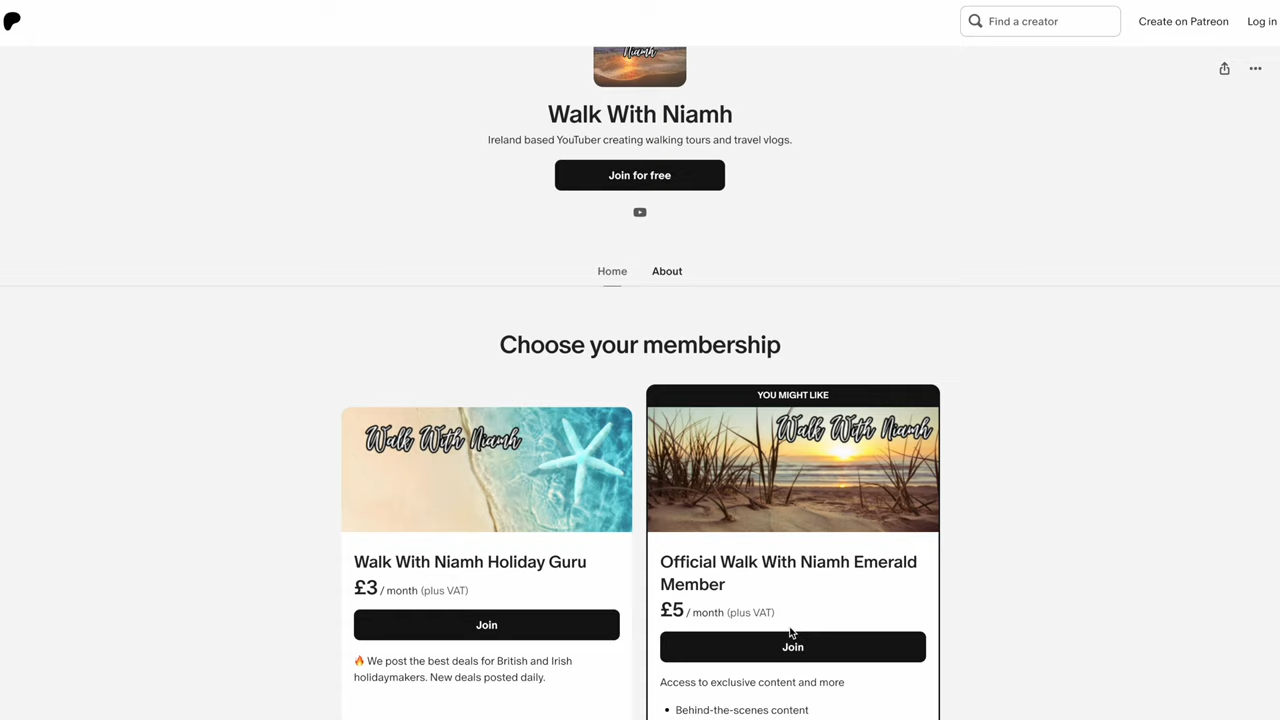 Find a creator
Create on Patreon
Log in
Niamh
Walk With Niamh
Ireland based YouTuber creating walking tours and travel vlogs.
Join for free
Home
About
Choose your membership
Walk With Niamh
Walk With Niamh Holiday Guru
£3 / month (plus VAT)
Join
🔥 We post the best deals for British and Irish
holidaymakers. New deals posted daily.
YOU MIGHT LIKE
Walk With Niamh
Official Walk With Niamh Emerald
Member
£5 / month (plus VAT)
Join
Access to exclusive content and more
• Behind-the-scenes content